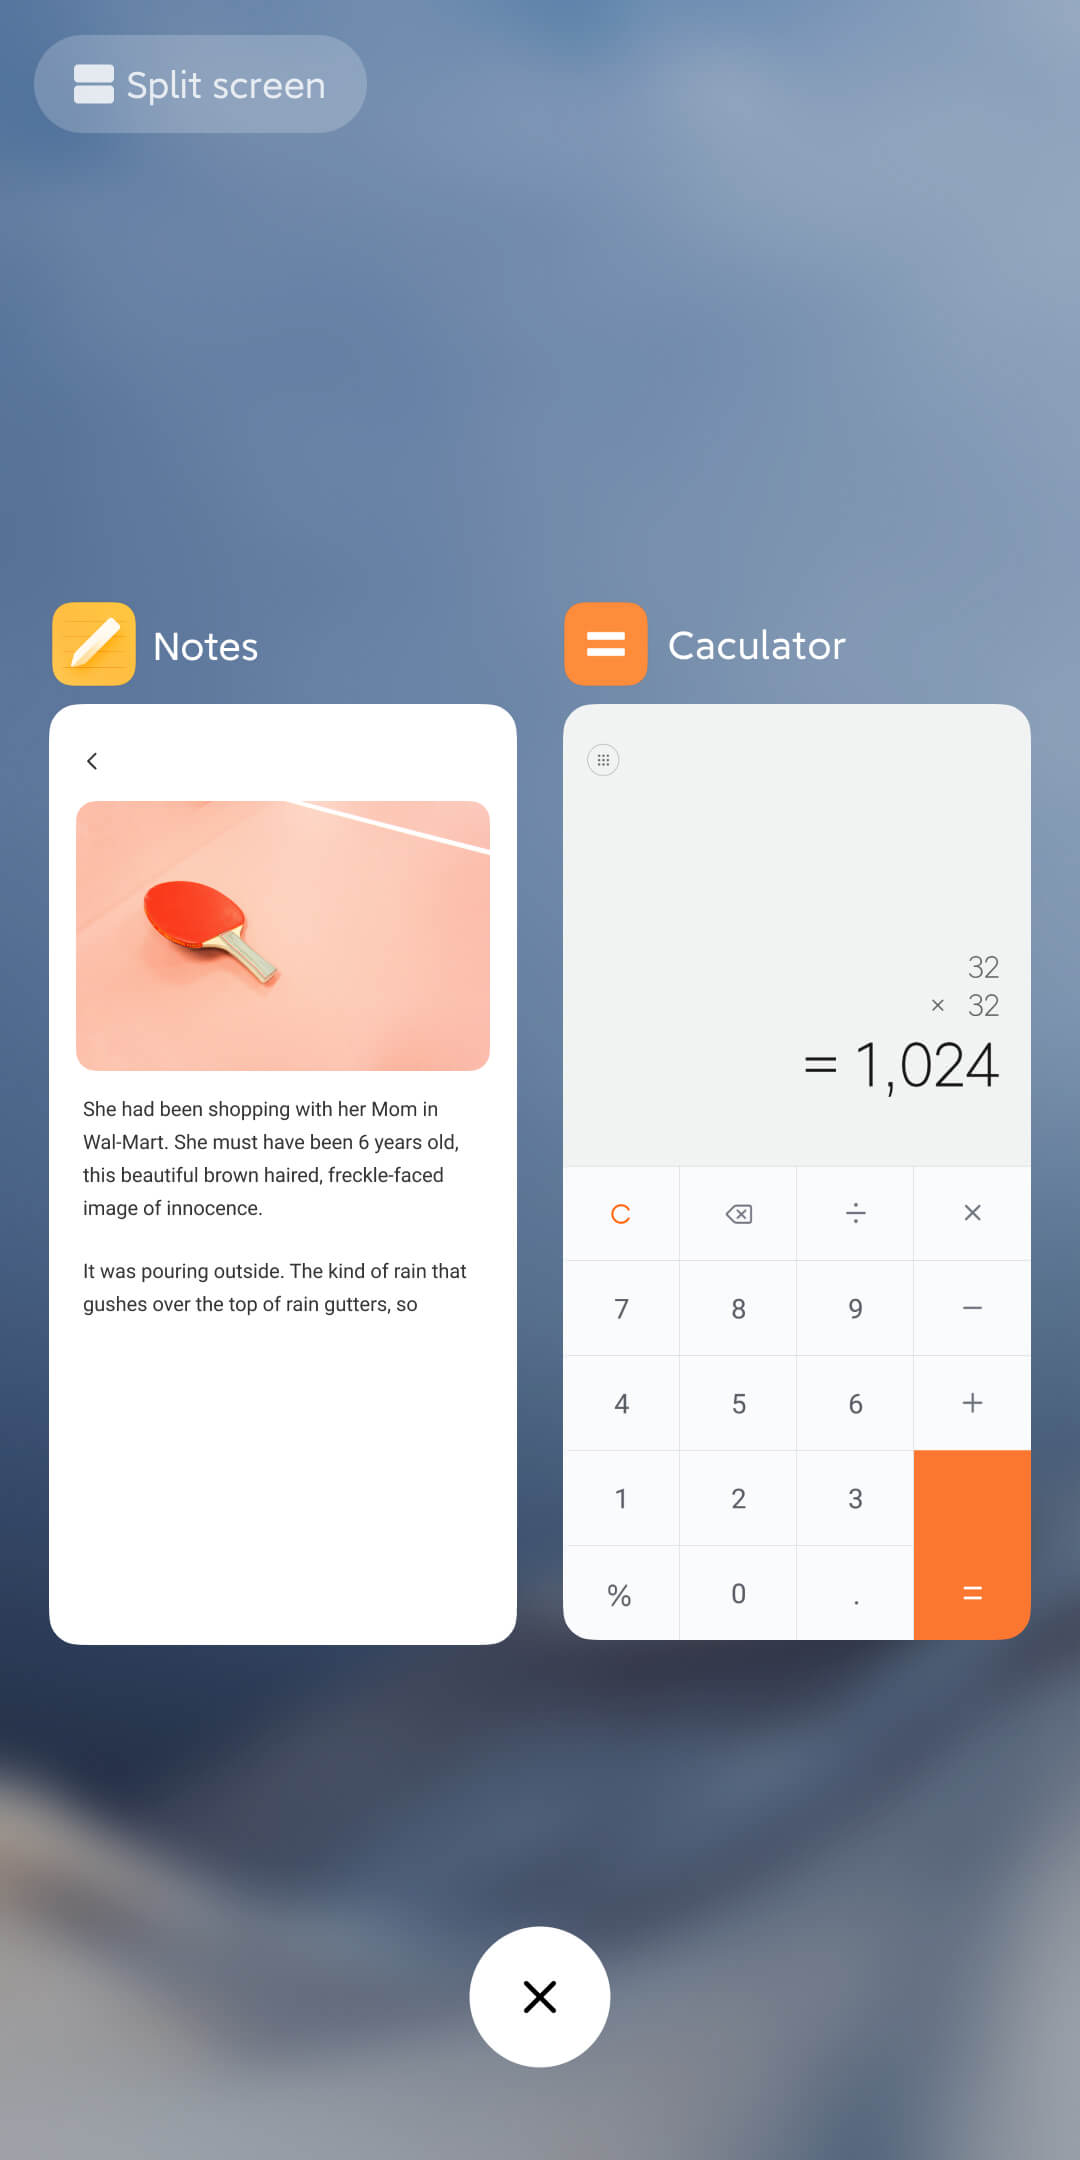 Split screen
Notes
Caculator
She had been shopping with her Mom in
Wal-Mart. She must have been 6 years old,
this beautiful brown haired, freckle-faced
image of innocence.
It was pouring outside. The kind of rain that
gushes over the top of rain gutters, so
32
× 32
= 1,024
C ÷ ×
7 8 9 −
4 5 6 +
1 2 3
% 0 . =